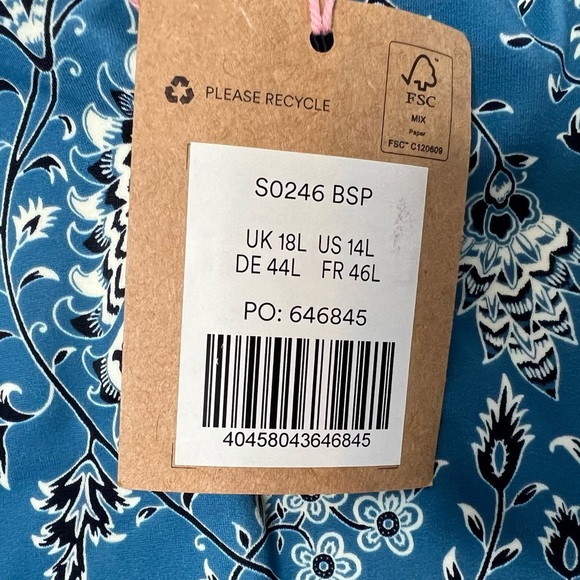 PLEASE RECYCLE
FSC
MIX
Paper
FSC™ C120609
S0246 BSP
UK 18L US 14L
DE 44L FR 46L
PO: 646845
40458043646845